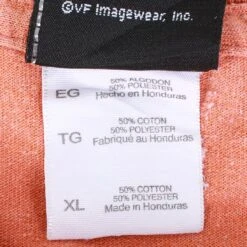 ©VF Imagewear, Inc.
50% ALGODON
50% POLIESTER
EG Hecho en Honduras
50% COTON
50% POLYESTER
TG Fabriqué au Honduras
50% COTTON
50% POLYESTER
XL Made in Honduras